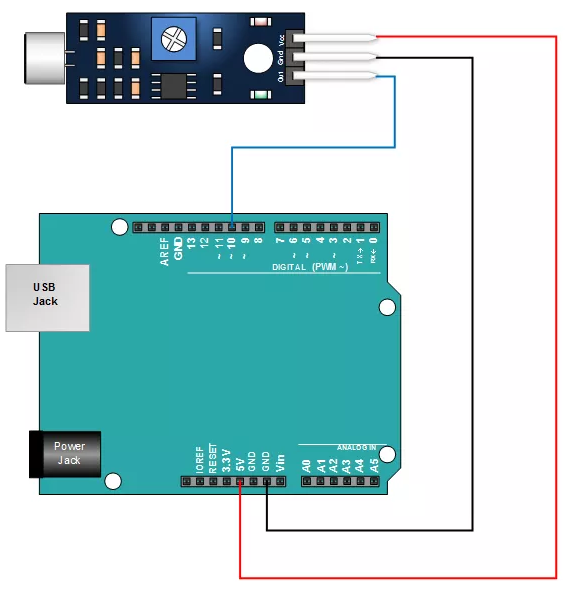 Vcc
Gnd
Out
AREF
GND
13
12
~ 11
~ 10
~ 9
8
7
~ 6
~ 5
4
~ 3
2
TX→ 1
RX← 0
DIGITAL (PWM ~)
USB
Jack
Power
Jack
ANALOG IN
IOREF
RESET
3.3V
5V
GND
GND
Vin
A0
A1
A2
A3
A4
A5